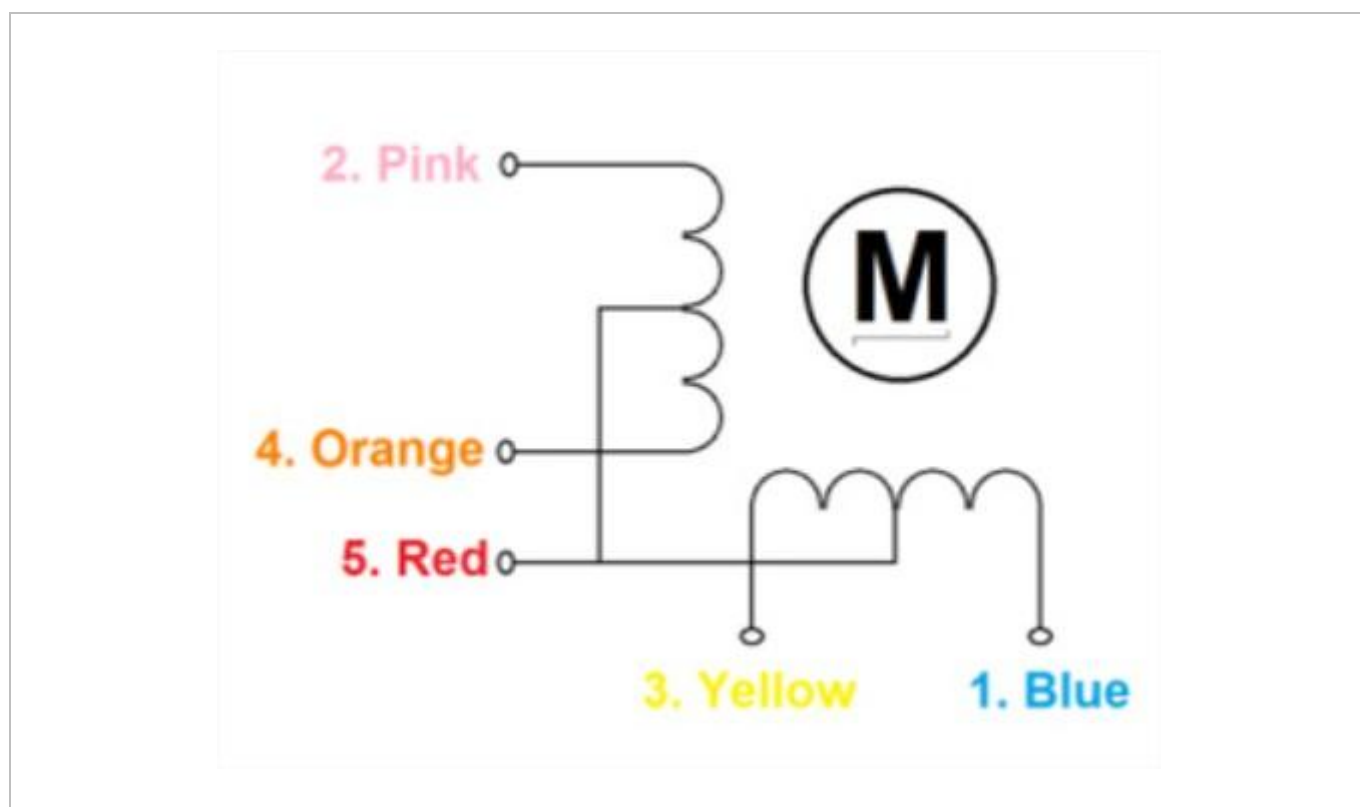 2. Pink
M
4. Orange
5. Red
3. Yellow
1. Blue